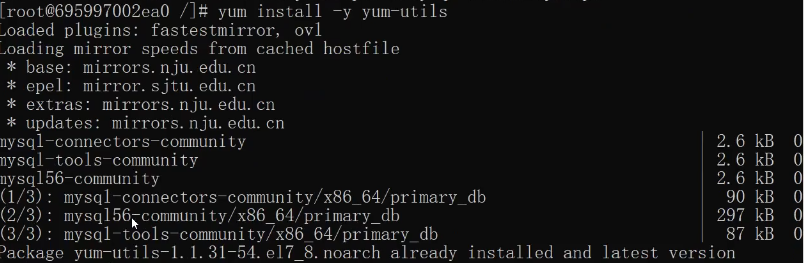 [root@695997002ea0 /]# yum install -y yum-utils
Loaded plugins: fastestmirror, ovl
Loading mirror speeds from cached hostfile
 * base: mirrors.nju.edu.cn
 * epel: mirror.sjtu.edu.cn
 * extras: mirrors.nju.edu.cn
 * updates: mirrors.nju.edu.cn
mysql-connectors-community | 2.6 kB 0
mysql-tools-community | 2.6 kB 0
mysql56-community | 2.6 kB 0
(1/3): mysql-connectors-community/x86_64/primary_db | 90 kB 0
(2/3): mysql56-community/x86_64/primary_db | 297 kB 0
(3/3): mysql-tools-community/x86_64/primary_db | 87 kB 0
Package yum-utils-1.1.31-54.el7_8.noarch already installed and latest version